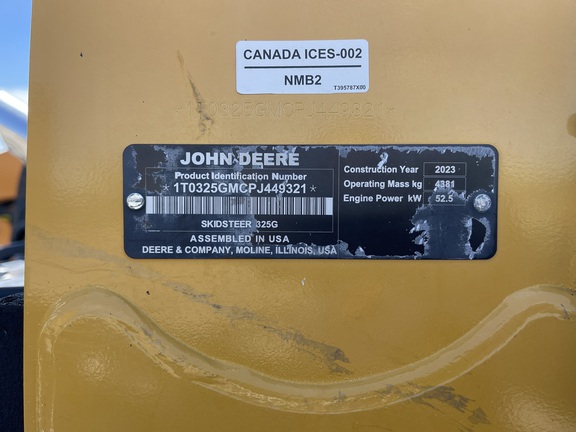 CANADA ICES-002
NMB2
T395787X00
JOHN DEERE
Product Identification Number
*1T0325GMCPJ449321*
SKIDSTEER 325G
ASSEMBLED IN USA
DEERE & COMPANY, MOLINE, ILLINOIS, USA
Construction Year 2023
Operating Mass kg 4381
Engine Power kW 52.5